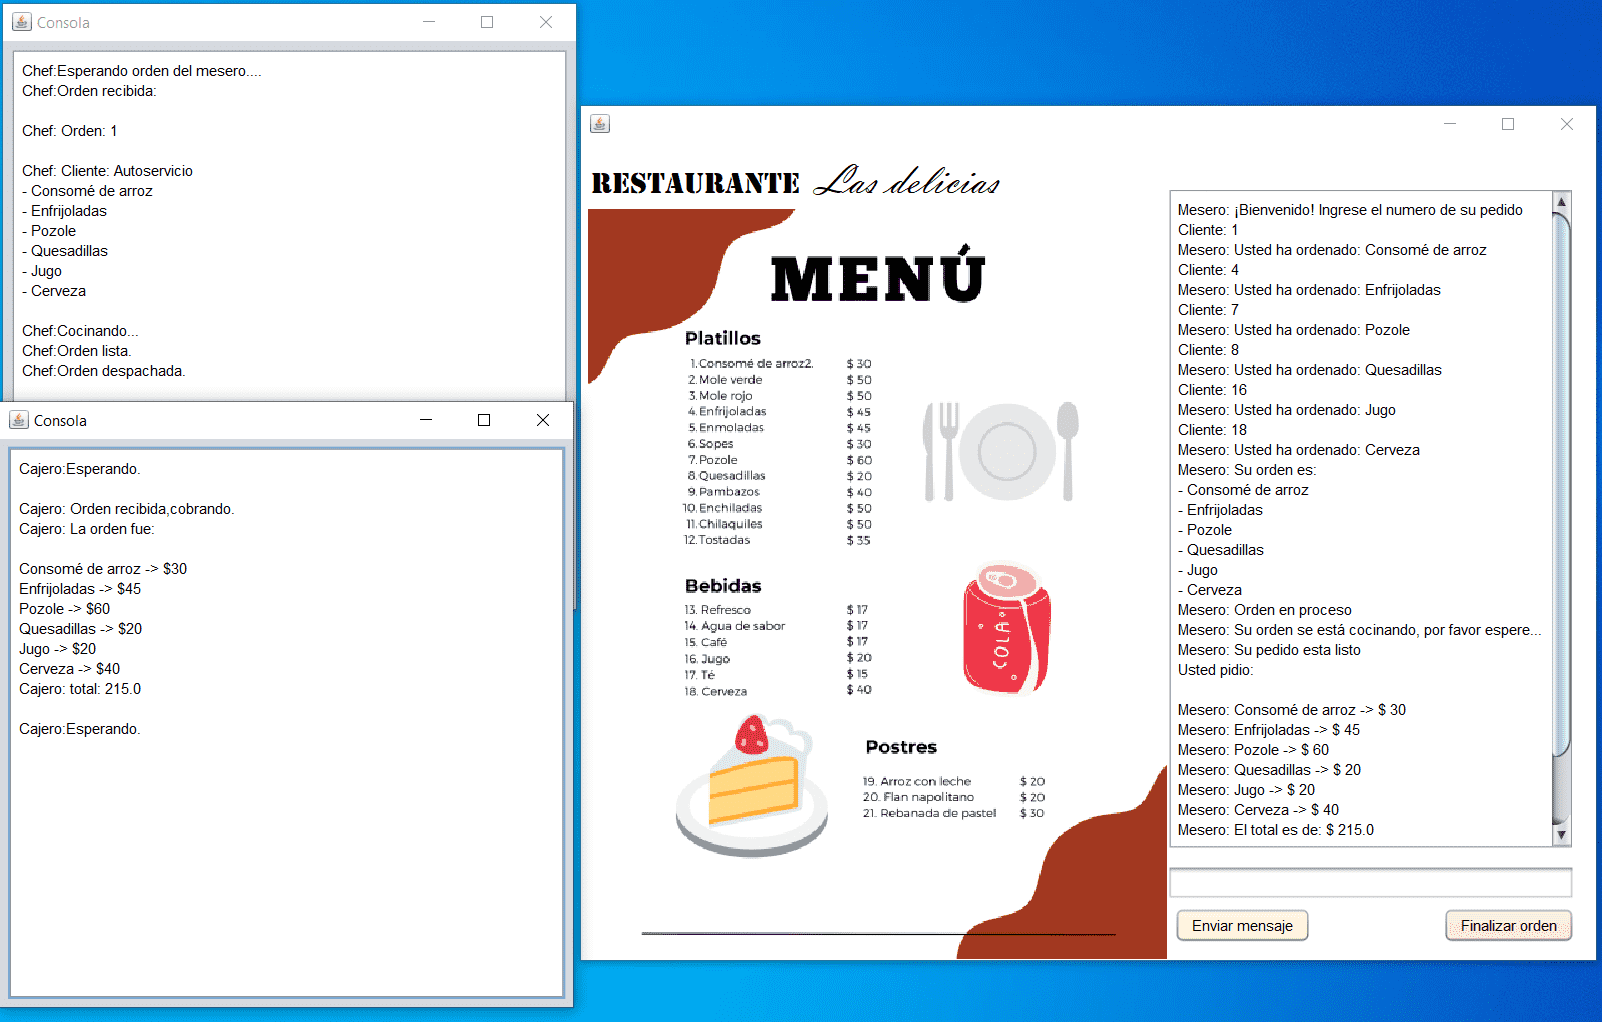 Consola
Chef:Esperando orden del mesero....
Chef:Orden recibida:
Chef: Orden: 1
Chef: Cliente: Autoservicio
- Consomé de arroz
- Enfrijoladas
- Pozole
- Quesadillas
- Jugo
- Cerveza
Chef:Cocinando...
Chef:Orden lista.
Chef:Orden despachada.
Consola
Cajero:Esperando.
Cajero: Orden recibida,cobrando.
Cajero: La orden fue:
Consomé de arroz -> $30
Enfrijoladas -> $45
Pozole -> $60
Quesadillas -> $20
Jugo -> $20
Cerveza -> $40
Cajero: total: 215.0
Cajero:Esperando.
RESTAURANTE Las delicias
MENÚ
Platillos
1.Consomé de arroz2. $ 30
2.Mole verde $ 50
3.Mole rojo $ 50
4.Enfrijoladas $ 45
5.Enmoladas $ 45
6.Sopes $ 30
7.Pozole $ 60
8.Quesadillas $ 20
9.Pambazos $ 40
10.Enchiladas $ 50
11.Chilaquiles $ 50
12.Tostadas $ 35
Bebidas
13. Refresco $ 17
14. Agua de sabor $ 17
15. Café $ 17
16. Jugo $ 20
17. Té $ 15
18. Cerveza $ 40
COLA
Postres
19. Arroz con leche $ 20
20. Flan napolitano $ 20
21. Rebanada de pastel $ 30
Mesero: ¡Bienvenido! Ingrese el numero de su pedido
Cliente: 1
Mesero: Usted ha ordenado: Consomé de arroz
Cliente: 4
Mesero: Usted ha ordenado: Enfrijoladas
Cliente: 7
Mesero: Usted ha ordenado: Pozole
Cliente: 8
Mesero: Usted ha ordenado: Quesadillas
Cliente: 16
Mesero: Usted ha ordenado: Jugo
Cliente: 18
Mesero: Usted ha ordenado: Cerveza
Mesero: Su orden es:
- Consomé de arroz
- Enfrijoladas
- Pozole
- Quesadillas
- Jugo
- Cerveza
Mesero: Orden en proceso
Mesero: Su orden se está cocinando, por favor espere...
Mesero: Su pedido esta listo
Usted pidio:
Mesero: Consomé de arroz -> $ 30
Mesero: Enfrijoladas -> $ 45
Mesero: Pozole -> $ 60
Mesero: Quesadillas -> $ 20
Mesero: Jugo -> $ 20
Mesero: Cerveza -> $ 40
Mesero: El total es de: $ 215.0
Enviar mensaje
Finalizar orden